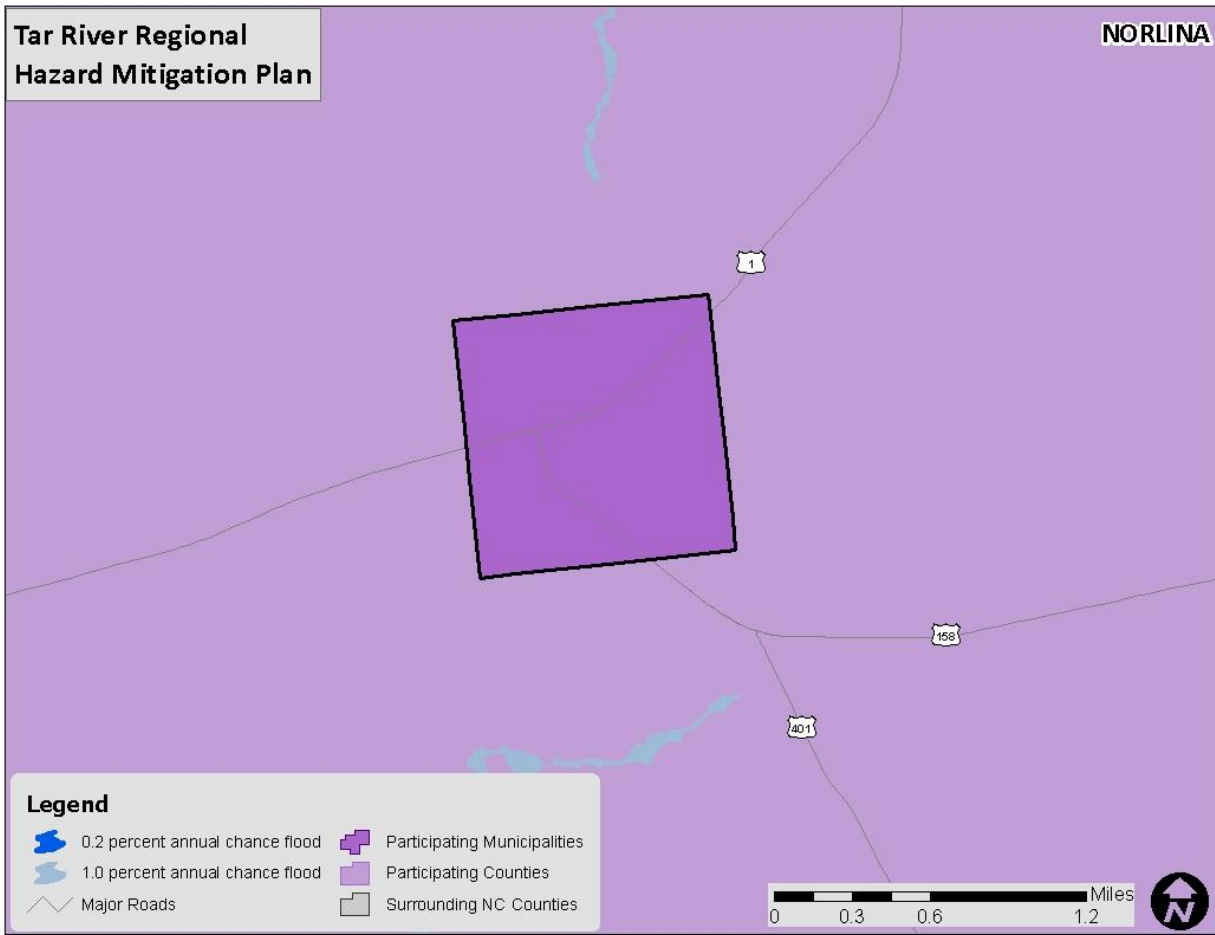 Tar River Regional
Hazard Mitigation Plan
NORLINA
1
158
401
Legend
0.2 percent annual chance flood
Participating Municipalities
1.0 percent annual chance flood
Participating Counties
Major Roads
Surrounding NC Counties
Miles
0 0.3 0.6 1.2
N